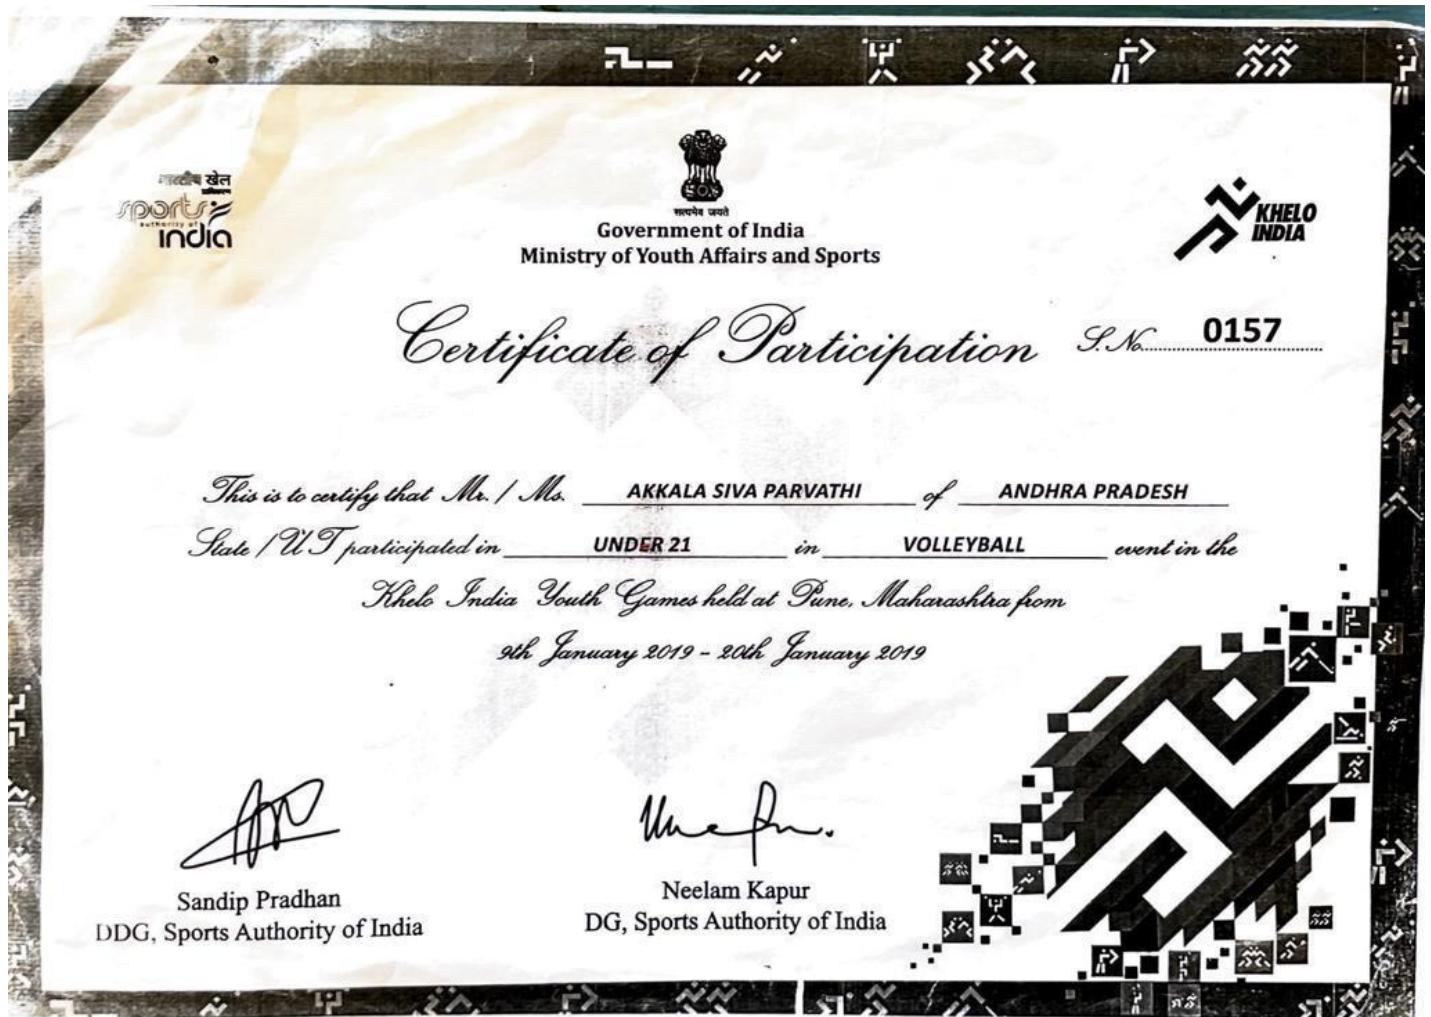 भारतीय खेल
प्राधिकरण
sports
authority of
india
सत्यमेव जयते
Government of India
Ministry of Youth Affairs and Sports
KHELO
INDIA
Certificate of Participation S. No. 0157
This is to certify that Mr. / Ms. AKKALA SIVA PARVATHI of ANDHRA PRADESH
State / UT participated in UNDER 21 in VOLLEYBALL event in the
Khelo India Youth Games held at Pune, Maharashtra from
9th January 2019 - 20th January 2019
Sandip Pradhan
DDG, Sports Authority of India
Neelam Kapur
DG, Sports Authority of India